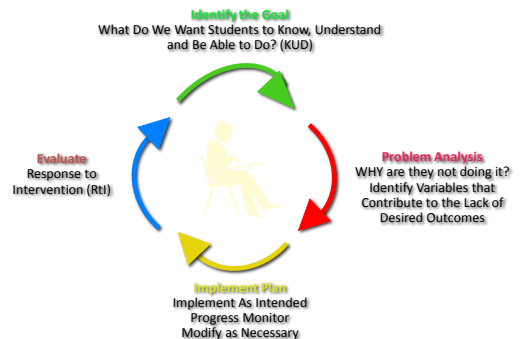 Identify the Goal
What Do We Want Students to Know, Understand
and Be Able to Do? (KUD)
Problem Analysis
WHY are they not doing it?
Identify Variables that
Contribute to the Lack of
Desired Outcomes
Implement Plan
Implement As Intended
Progress Monitor
Modify as Necessary
Evaluate
Response to
Intervention (RtI)